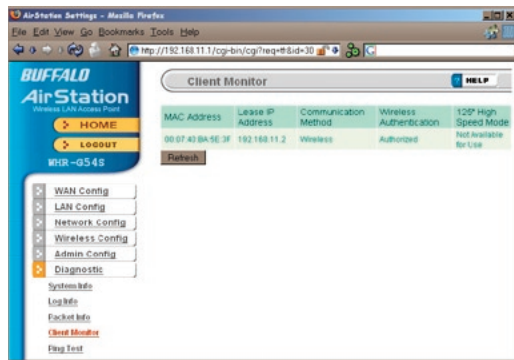 AirStation Settings - Mozilla Firefox
File Edit View Go Bookmarks Tools Help
http://192.168.11.1/cgi-bin/cgi?req=
&id=30
BUFFALO
AirStation
Wireless LAN Access Point
HOME
LOGOUT
WHR-G54S
WAN Config
LAN Config
Network Config
Wireless Config
Admin Config
Diagnostic
System Info
Log Info
Packet Info
Client Monitor
Ping Test
Client Monitor
HELP
MAC Address Lease IP Address Communication Method Wireless Authentication 125* High Speed Mode
00:07:40:BA:5E:3F 192.168.11.2 Wireless Authorized Not Available for Use
Refresh